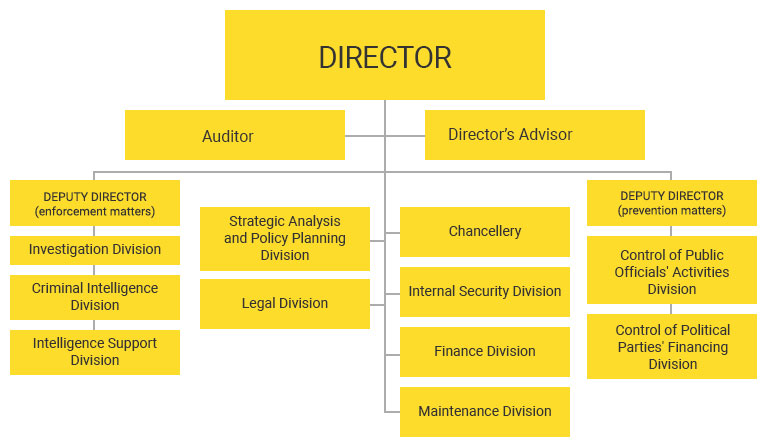 DIRECTOR
Auditor
Director's Advisor
DEPUTY DIRECTOR
(enforcement matters)
Investigation Division
Criminal Intelligence
Division
Intelligence Support
Division
Strategic Analysis
and Policy Planning
Division
Legal Division
Chancellery
Internal Security Division
Finance Division
Maintenance Division
DEPUTY DIRECTOR
(prevention matters)
Control of Public
Officials' Activities
Division
Control of Political
Parties' Financing
Division